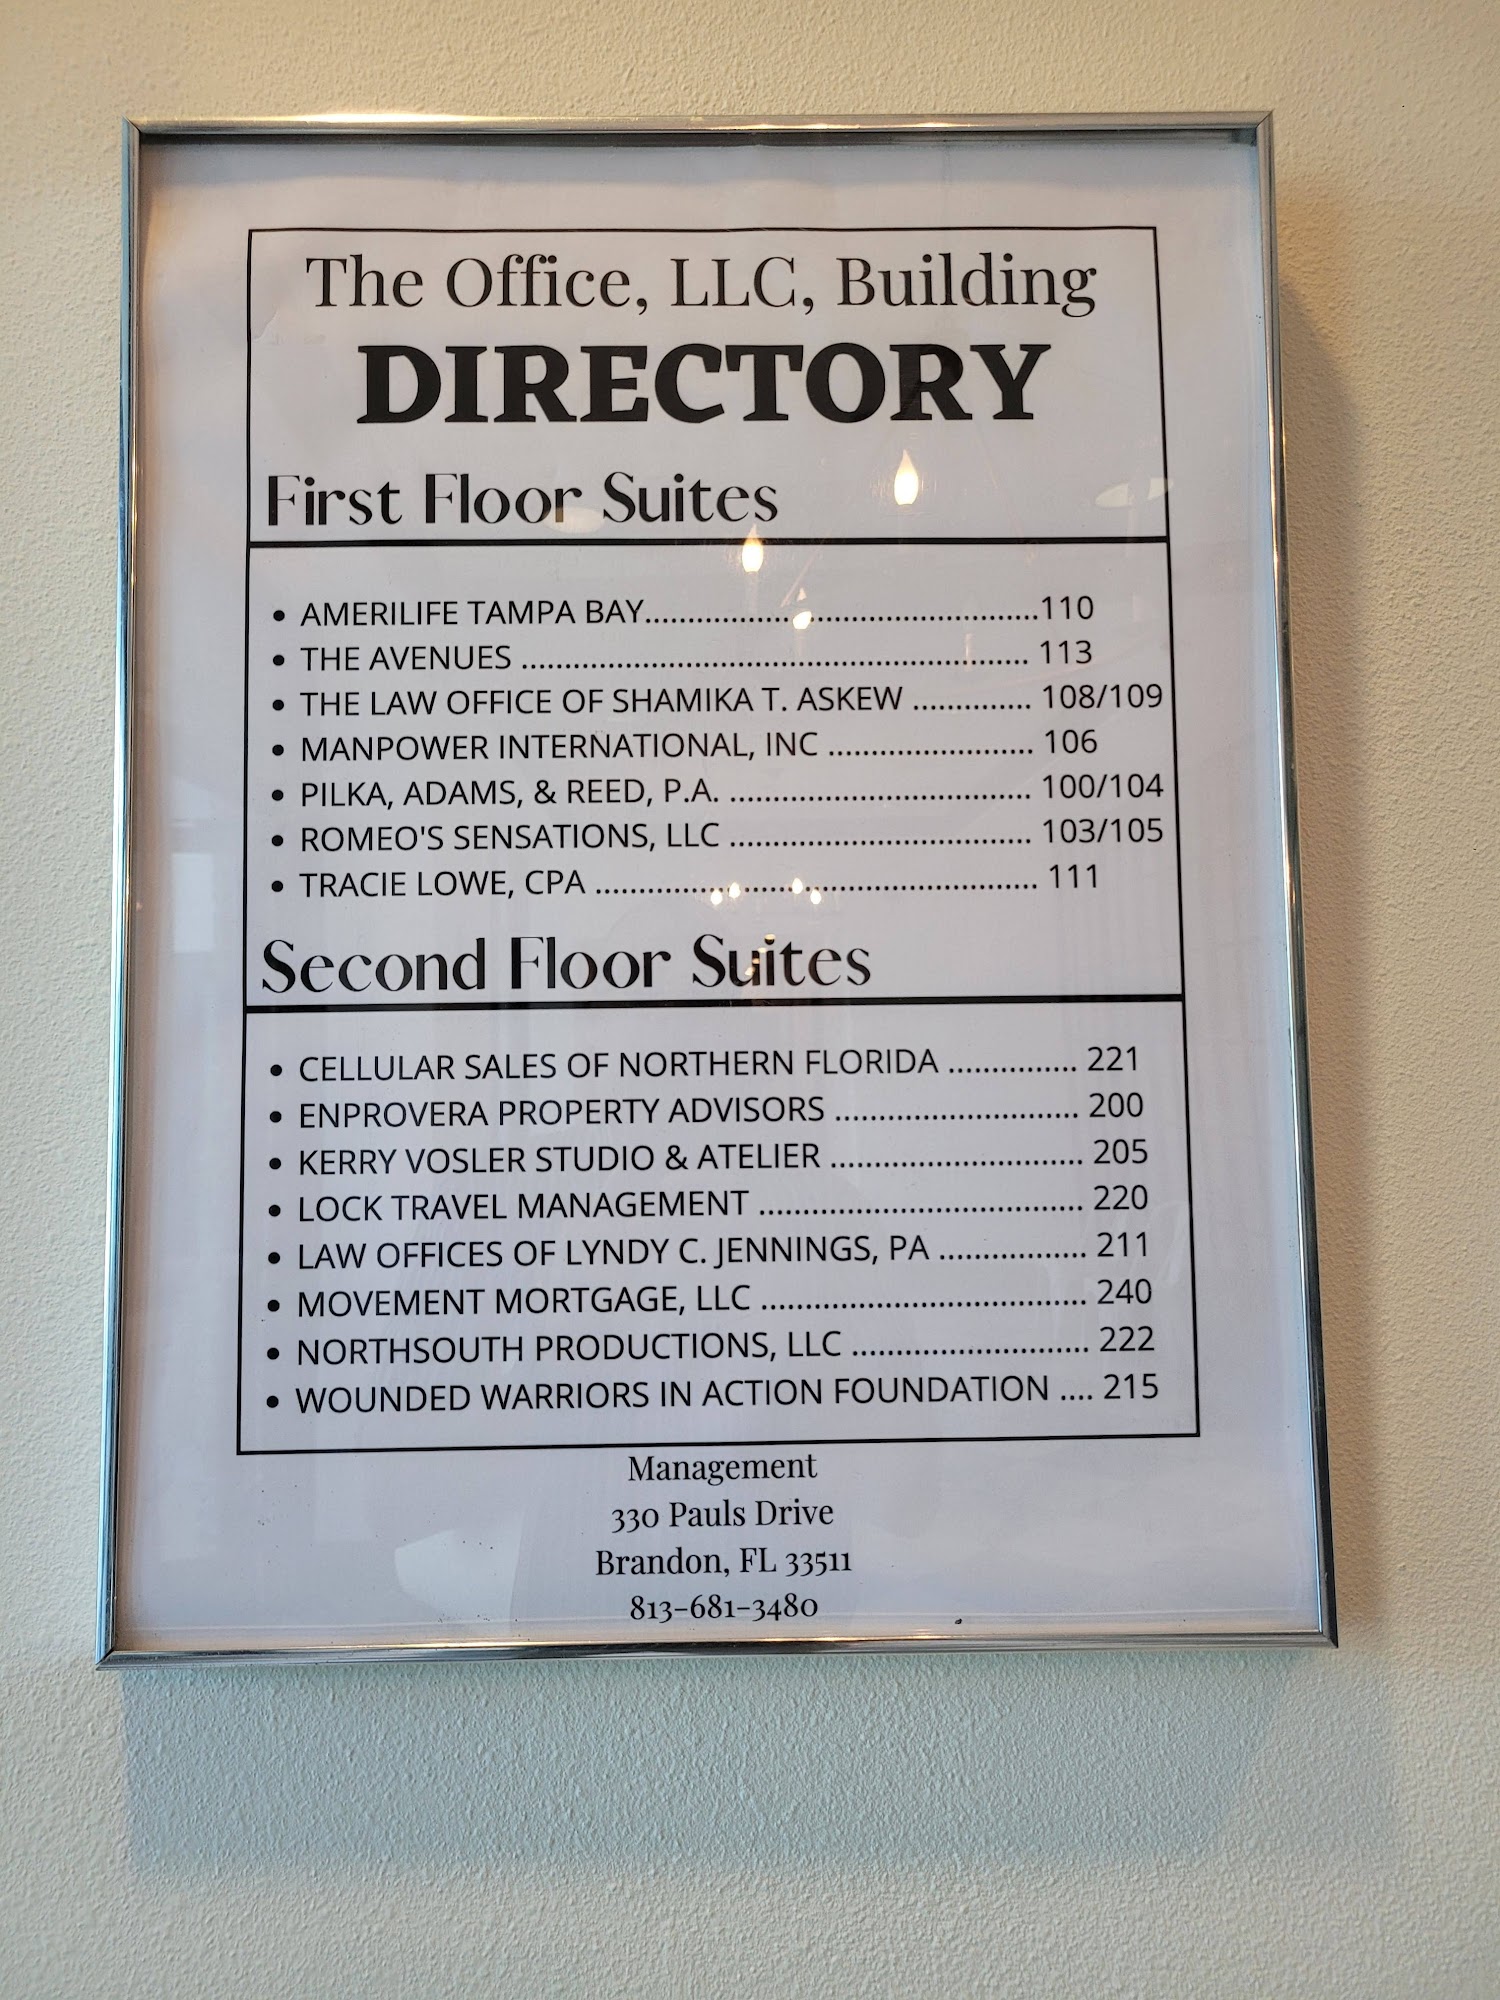 The Office, LLC, Building
DIRECTORY
First Floor Suites
• AMERILIFE TAMPA BAY.............................................110
• THE AVENUES .......................................................... 113
• THE LAW OFFICE OF SHAMIKA T. ASKEW .............. 108/109
• MANPOWER INTERNATIONAL, INC ........................ 106
• PILKA, ADAMS, & REED, P.A. ................................... 100/104
• ROMEO'S SENSATIONS, LLC ................................... 103/105
• TRACIE LOWE, CPA ................................................... 111
Second Floor Suites
• CELLULAR SALES OF NORTHERN FLORIDA ............... 221
• ENPROVERA PROPERTY ADVISORS ............................ 200
• KERRY VOSLER STUDIO & ATELIER ............................. 205
• LOCK TRAVEL MANAGEMENT ..................................... 220
• LAW OFFICES OF LYNDY C. JENNINGS, PA ................. 211
• MOVEMENT MORTGAGE, LLC ..................................... 240
• NORTHSOUTH PRODUCTIONS, LLC ........................... 222
• WOUNDED WARRIORS IN ACTION FOUNDATION .... 215
Management
330 Pauls Drive
Brandon, FL 33511
813-681-3480